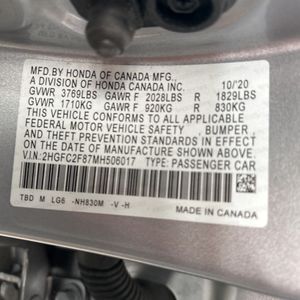 MFD.BY HONDA OF CANADA MFG.,
A DIVISION OF HONDA CANADA INC. 10/'20
GVWR 3769LBS GAWR F 2028LBS R 1829LBS
GVWR 1710KG GAWR F 920KG R 830KG
THIS VEHICLE CONFORMS TO ALL APPLICABLE
FEDERAL MOTOR VEHICLE SAFETY, BUMPER,
AND THEFT PREVENTION STANDARDS IN EFFECT
ON THE DATE OF MANUFACTURE SHOWN ABOVE.
V.I.N:2HGFC2F87MH506017 TYPE:PASSENGER CAR
TBD M LG6 -NH830M -V -H
MADE IN CANADA